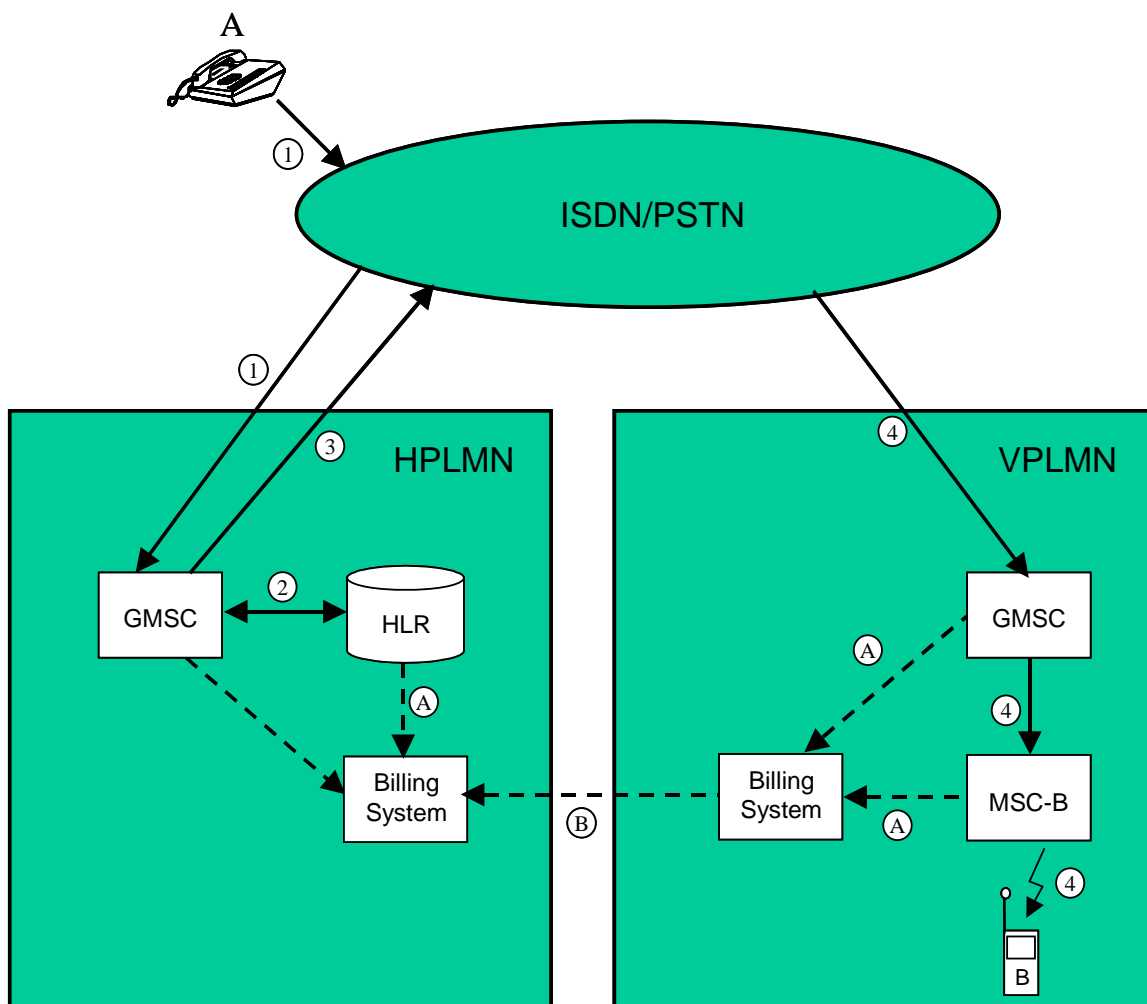 A
1
ISDN/PSTN
1
3
4
HPLMN
VPLMN
GMSC
2
HLR
GMSC
A
A
4
Billing
System
Billing
System
MSC-B
B
A
4
B